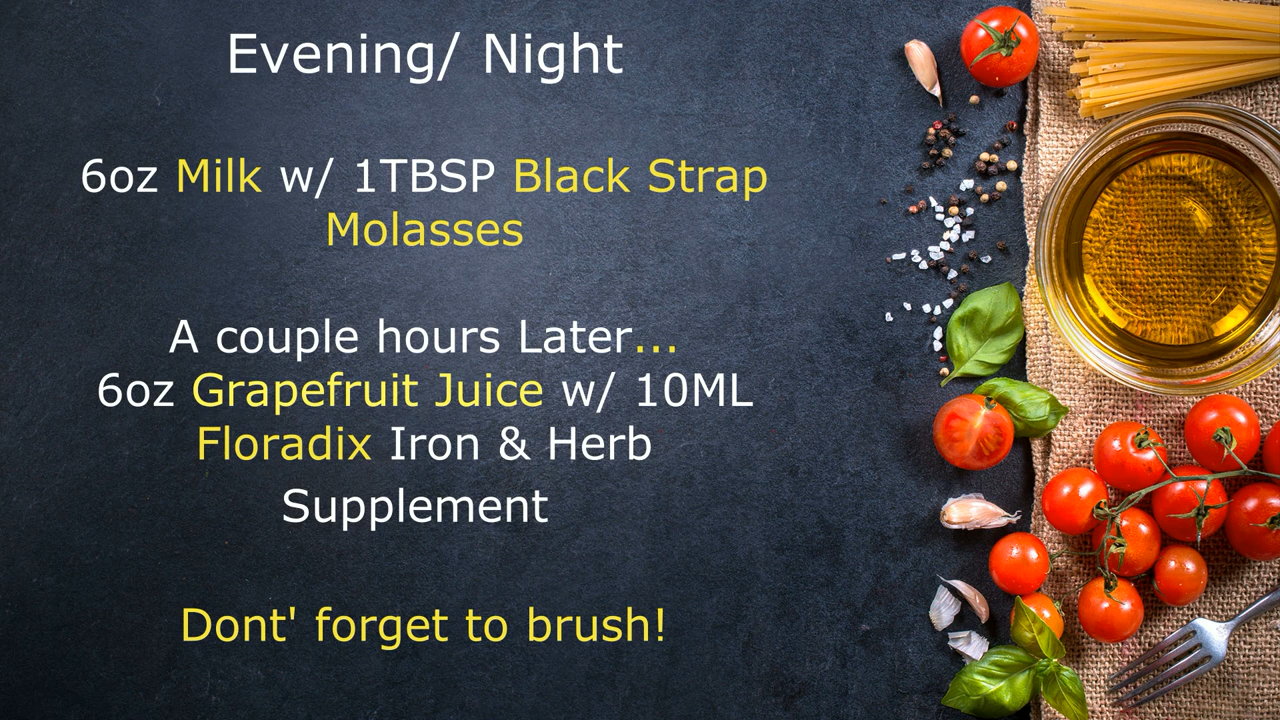 Evening/ Night
6oz Milk w/ 1TBSP Black Strap
Molasses
A couple hours Later...
6oz Grapefruit Juice w/ 10ML
Floradix Iron & Herb
Supplement
Dont' forget to brush!